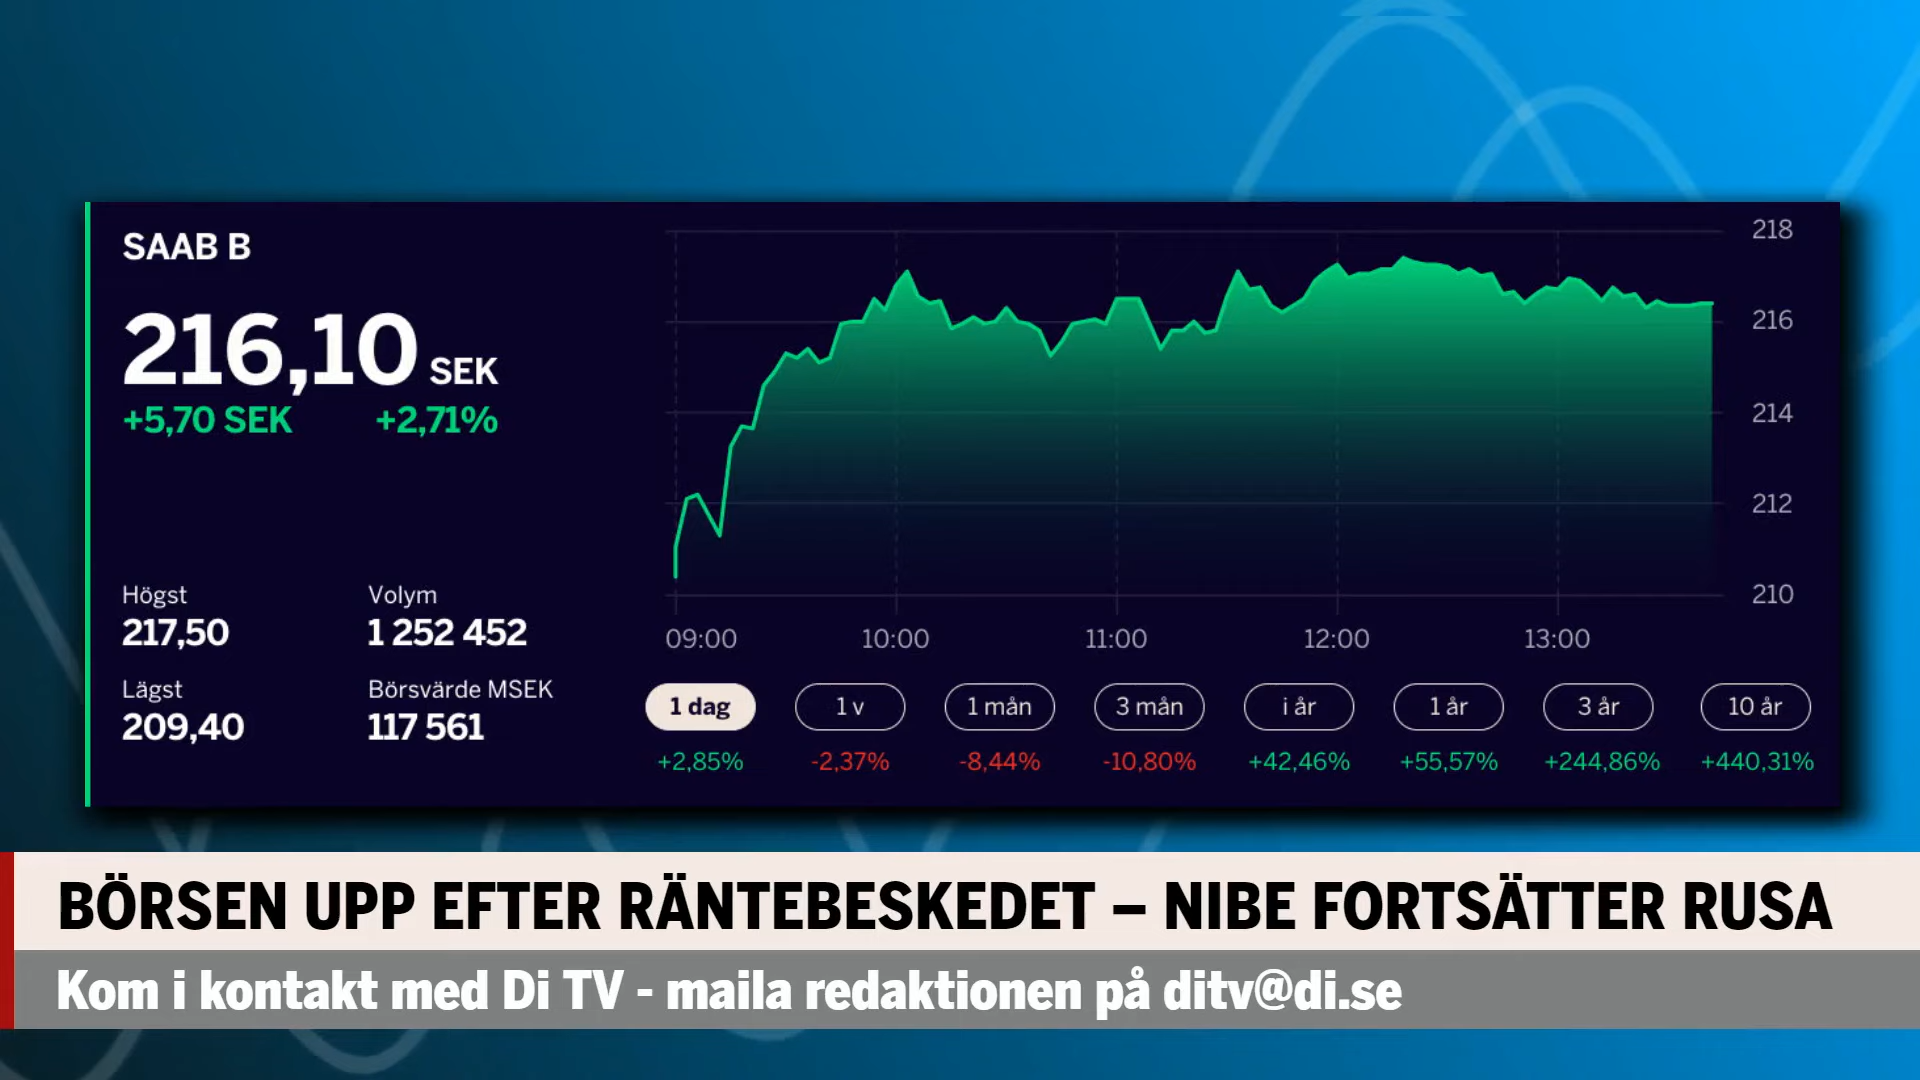 SAAB B
216,10 SEK
+5,70 SEK +2,71%
Högst Volym
217,50 1 252 452
Lägst Börsvärde MSEK
209,40 117 561
218
216
214
212
210
09:00 10:00 11:00 12:00 13:00
1 dag 1 v 1 mån 3 mån i år 1 år 3 år 10 år
+2,85% -2,37% -8,44% -10,80% +42,46% +55,57% +244,86% +440,31%
BÖRSEN UPP EFTER RÄNTEBESKEDET – NIBE FORTSÄTTER RUSA
Kom i kontakt med Di TV - maila redaktionen på ditv@di.se